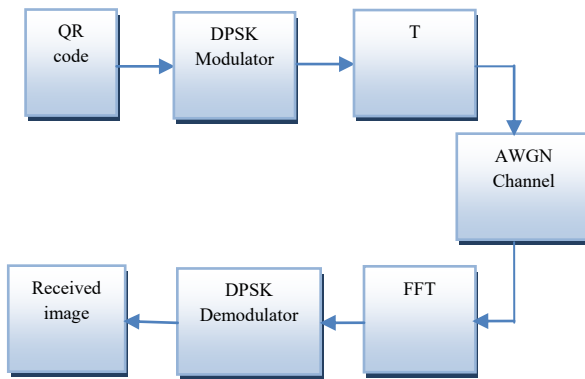 QR
code
DPSK
Modulator
T
AWGN
Channel
FFT
DPSK
Demodulator
Received
image